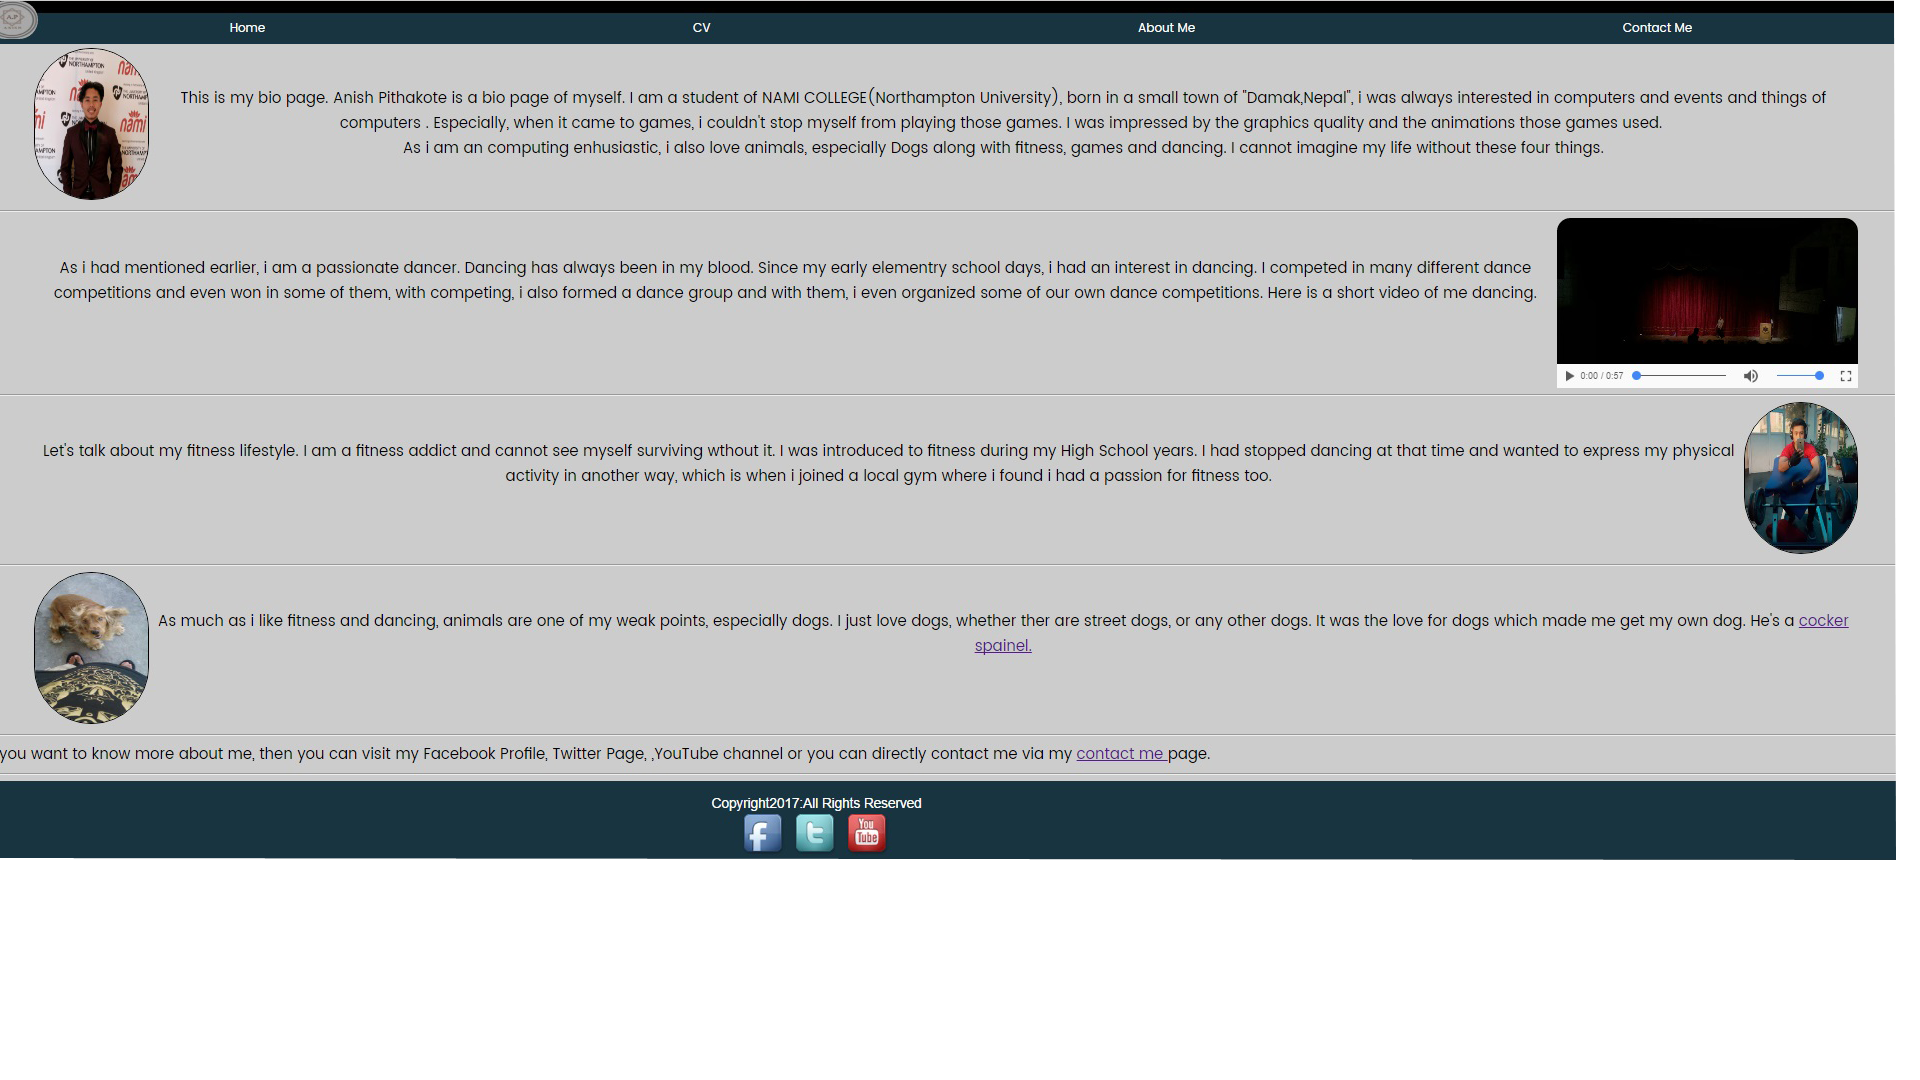 A.P
Home CV About Me Contact Me
THE UNIVERSITY OF
NORTHAMPTON
nami
This is my bio page. Anish Pithakote is a bio page of myself. I am a student of NAMI COLLEGE(Northampton University), born in a small town of "Damak,Nepal", i was always interested in computers and events and things of
computers . Especially, when it came to games, i couldn't stop myself from playing those games. I was impressed by the graphics quality and the animations those games used.
As i am an computing enhusiastic, i also love animals, especially Dogs along with fitness, games and dancing. I cannot imagine my life without these four things.
As i had mentioned earlier, i am a passionate dancer. Dancing has always been in my blood. Since my early elementry school days, i had an interest in dancing. I competed in many different dance
competitions and even won in some of them, with competing, i also formed a dance group and with them, i even organized some of our own dance competitions. Here is a short video of me dancing.
0:00 / 0:57
Let's talk about my fitness lifestyle. I am a fitness addict and cannot see myself surviving wthout it. I was introduced to fitness during my High School years. I had stopped dancing at that time and wanted to express my physical
activity in another way, which is when i joined a local gym where i found i had a passion for fitness too.
As much as i like fitness and dancing, animals are one of my weak points, especially dogs. I just love dogs, whether ther are street dogs, or any other dogs. It was the love for dogs which made me get my own dog. He's a cocker
spainel.
you want to know more about me, then you can visit my Facebook Profile, Twitter Page, ,YouTube channel or you can directly contact me via my contact me page.
Copyright2017:All Rights Reserved
f t You
Tube